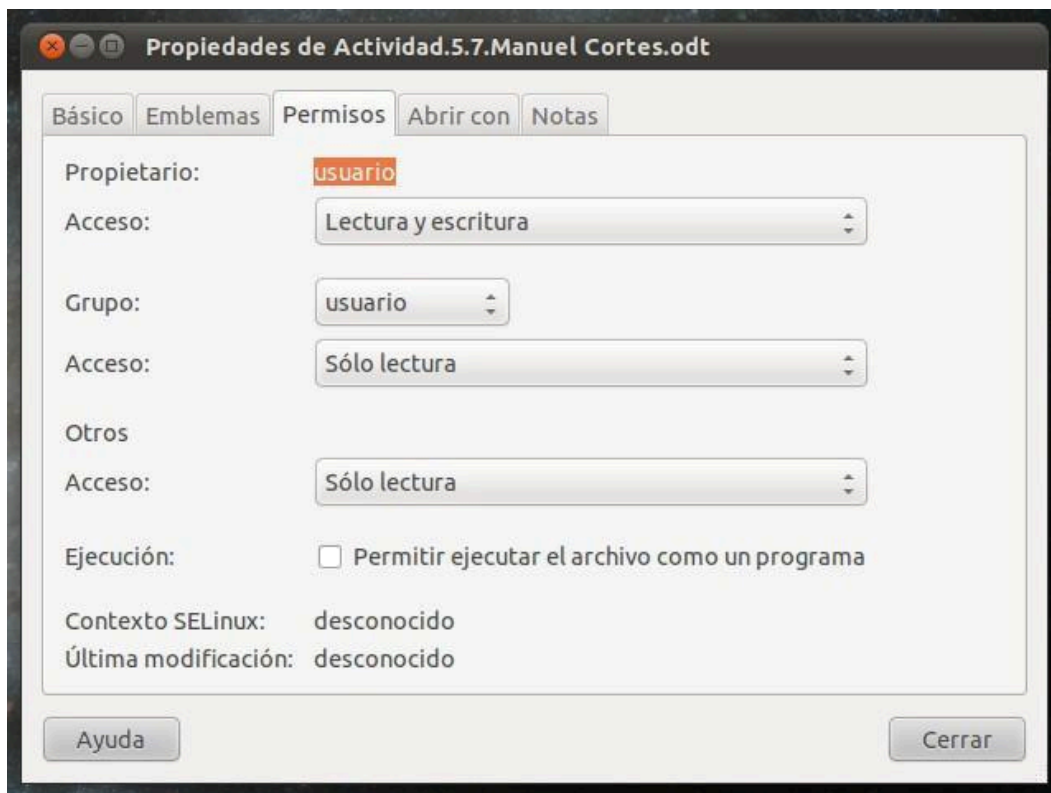 Propiedades de Actividad.5.7.Manuel Cortes.odt
Básico Emblemas Permisos Abrir con Notas
Propietario: usuario
Acceso: Lectura y escritura
Grupo: usuario
Acceso: Sólo lectura
Otros
Acceso: Sólo lectura
Ejecución: Permitir ejecutar el archivo como un programa
Contexto SELinux: desconocido
Última modificación: desconocido
Ayuda Cerrar